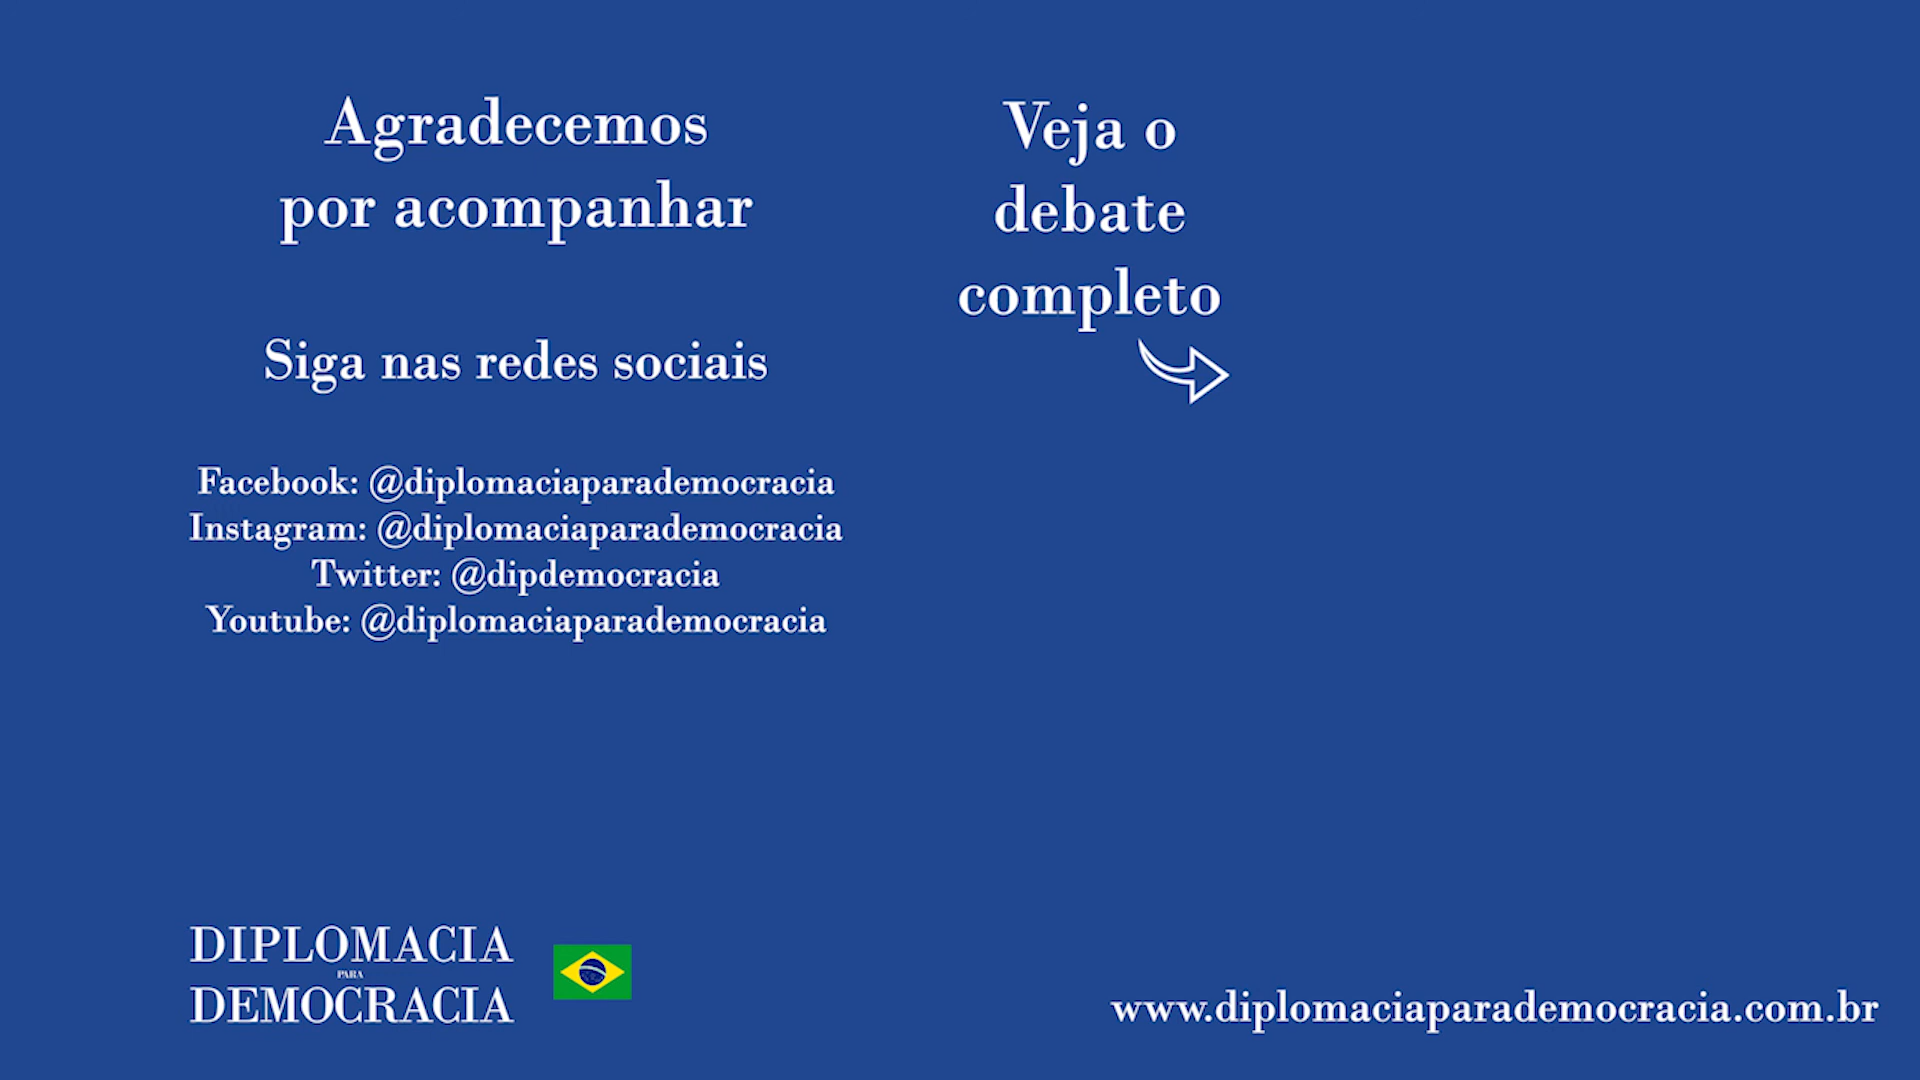 Agradecemos
por acompanhar
Siga nas redes sociais
Facebook: @diplomaciaparademocracia
Instagram: @diplomaciaparademocracia
Twitter: @dipdemocracia
Youtube: @diplomaciaparademocracia
Veja o
debate
completo
DIPLOMACIA
PARA
DEMOCRACIA
www.diplomaciaparademocracia.com.br